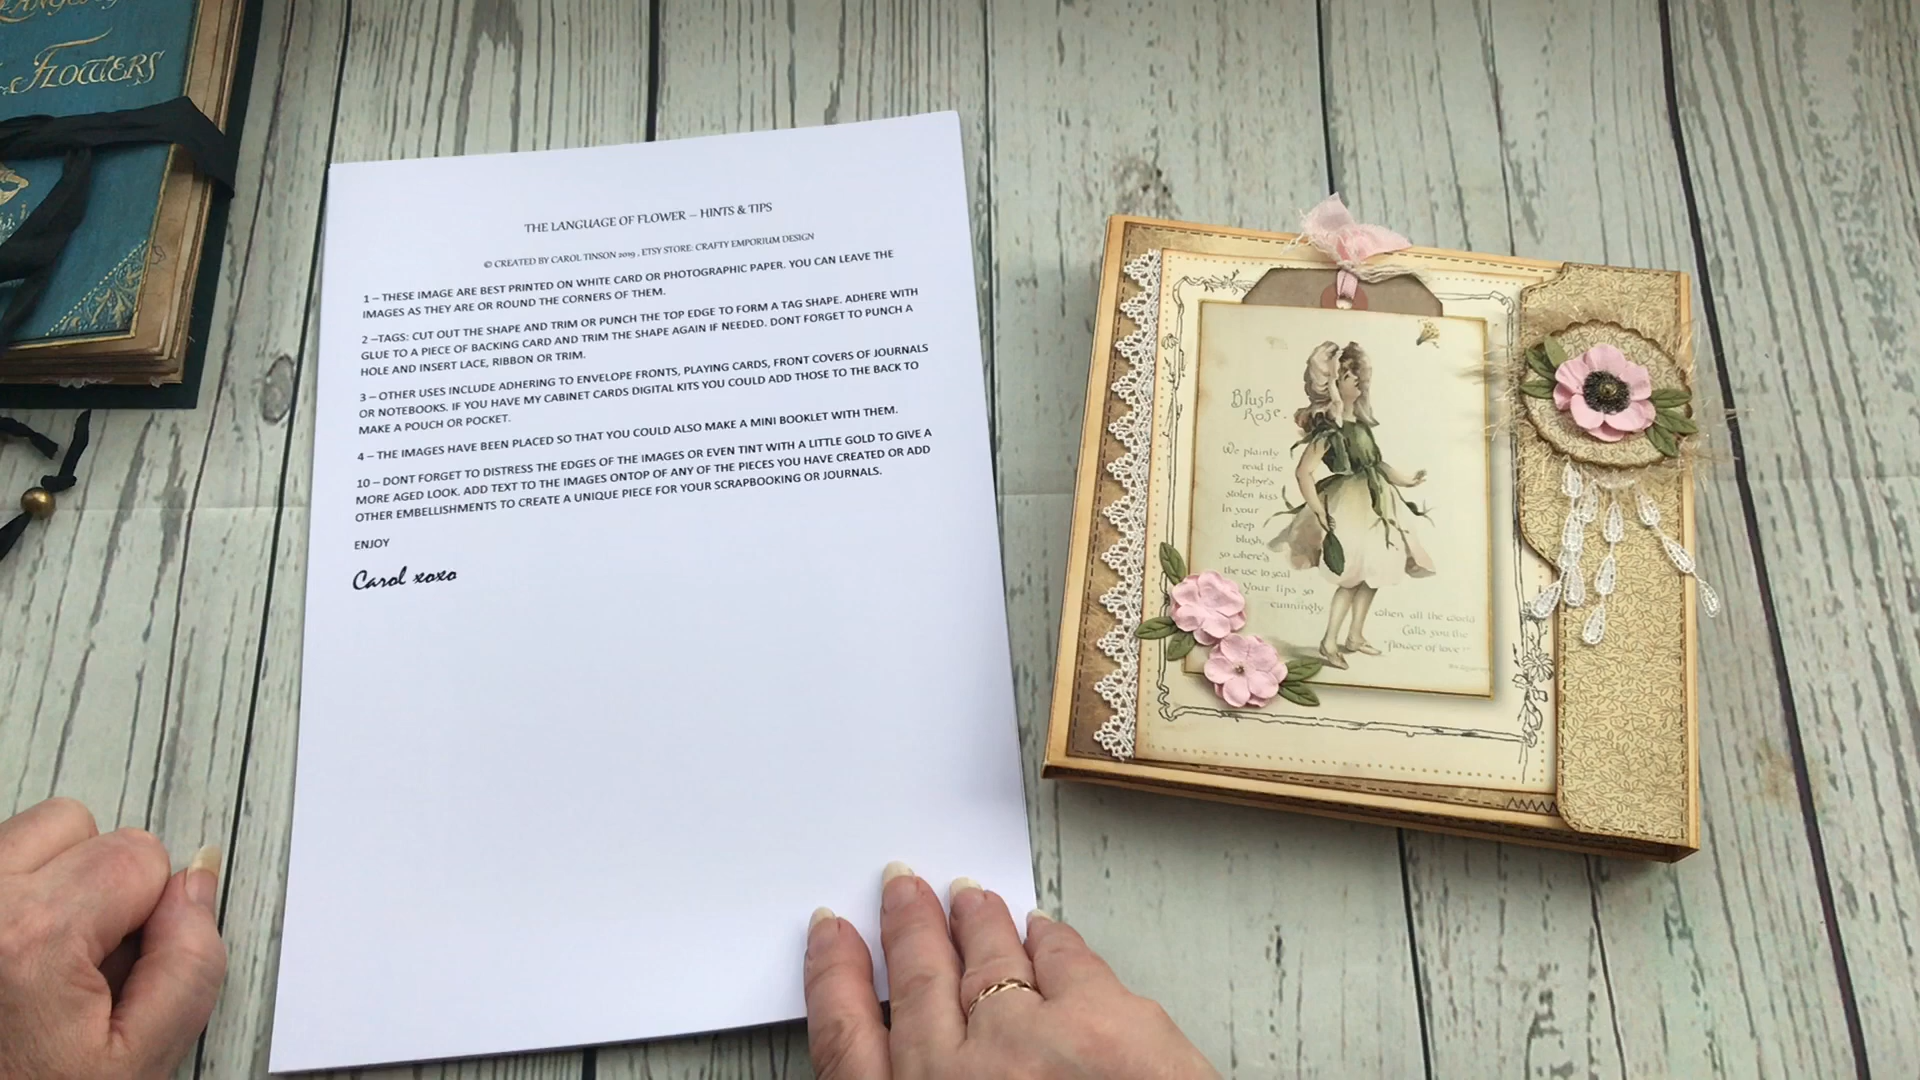 FLOWERS
THE LANGUAGE OF FLOWER – HINTS & TIPS
© CREATED BY CAROL TINSON 2019 , ETSY STORE: CRAFTY EMPORIUM DESIGN
1 – THESE IMAGE ARE BEST PRINTED ON WHITE CARD OR PHOTOGRAPHIC PAPER. YOU CAN LEAVE THE
IMAGES AS THEY ARE OR ROUND THE CORNERS OF THEM.
2 –TAGS: CUT OUT THE SHAPE AND TRIM OR PUNCH THE TOP EDGE TO FORM A TAG SHAPE. ADHERE WITH
GLUE TO A PIECE OF BACKING CARD AND TRIM THE SHAPE AGAIN IF NEEDED. DONT FORGET TO PUNCH A
HOLE AND INSERT LACE, RIBBON OR TRIM.
3 – OTHER USES INCLUDE ADHERING TO ENVELOPE FRONTS, PLAYING CARDS, FRONT COVERS OF JOURNALS
OR NOTEBOOKS. IF YOU HAVE MY CABINET CARDS DIGITAL KITS YOU COULD ADD THOSE TO THE BACK TO
MAKE A POUCH OR POCKET.
4 – THE IMAGES HAVE BEEN PLACED SO THAT YOU COULD ALSO MAKE A MINI BOOKLET WITH THEM.
10 – DONT FORGET TO DISTRESS THE EDGES OF THE IMAGES OR EVEN TINT WITH A LITTLE GOLD TO GIVE A
MORE AGED LOOK. ADD TEXT TO THE IMAGES ONTOP OF ANY OF THE PIECES YOU HAVE CREATED OR ADD
OTHER EMBELLISHMENTS TO CREATE A UNIQUE PIECE FOR YOUR SCRAPBOOKING OR JOURNALS.
ENJOY
Carol xoxo
Blush
Rose.
We plainly
read the
Zephyr's
stolen kiss
In your
deep
blush,
so where's
the use to seal
Your lips so
cunningly
when all the world
Calls you the
"flower of love"!